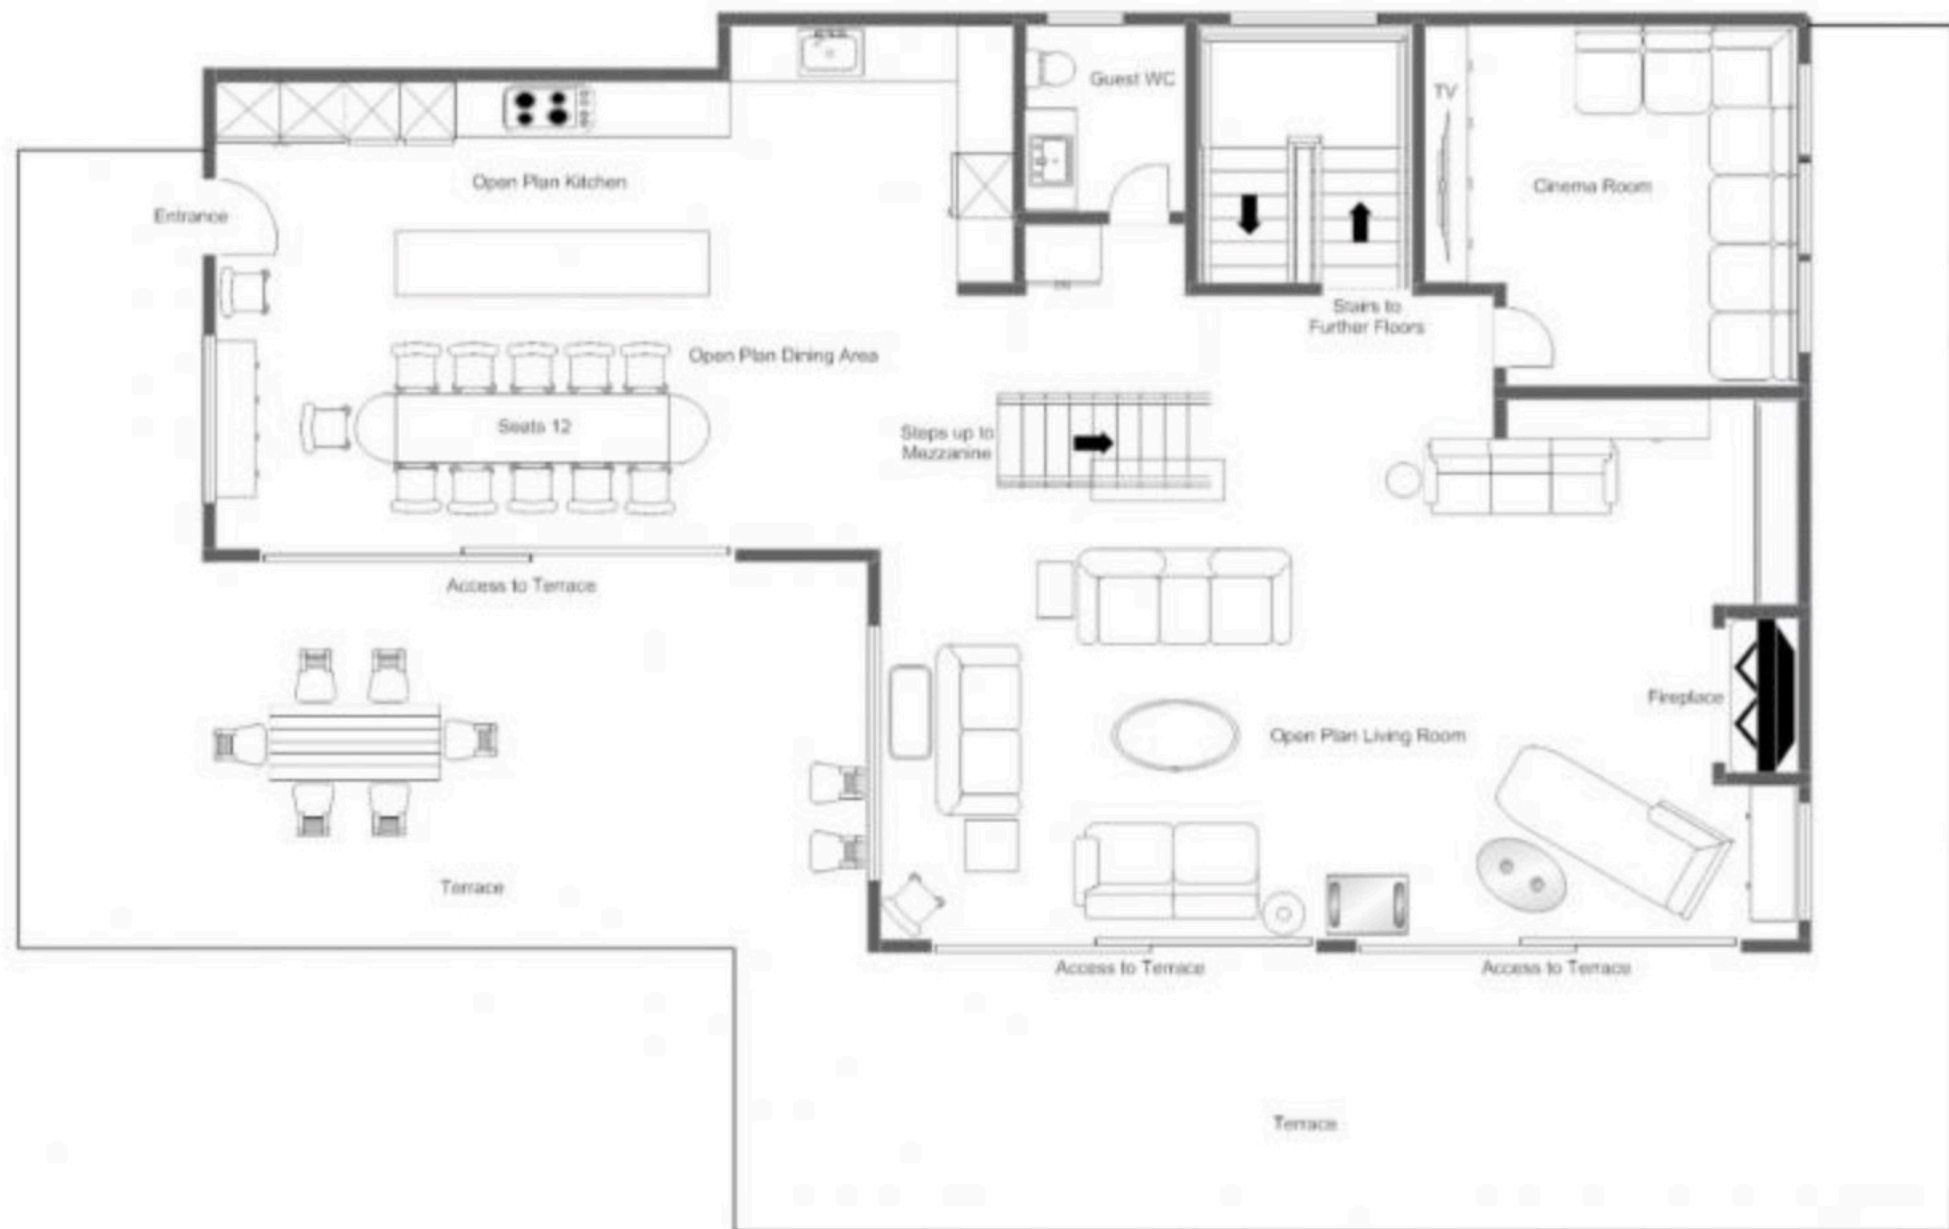 Guest WC
TV
Open Plan Kitchen
Cinema Room
Entrance
Stairs to
Further Floors
Open Plan Dining Area
Seats 12
Steps up to
Mezzanine
Access to Terrace
Fireplace
Open Plan Living Room
Terrace
Access to Terrace
Access to Terrace
Terrace